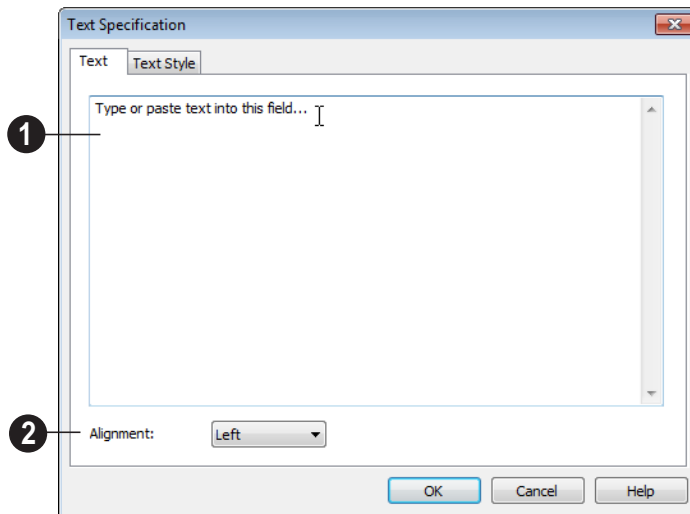 Text Specification
Text Text Style
Type or paste text into this field...
1
2 Alignment: Left
OK Cancel Help